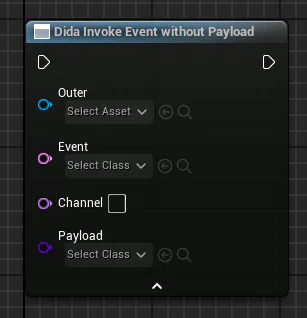 Dida Invoke Event without Payload
Outer
Select Asset
Event
Select Class
Channel
Payload
Select Class